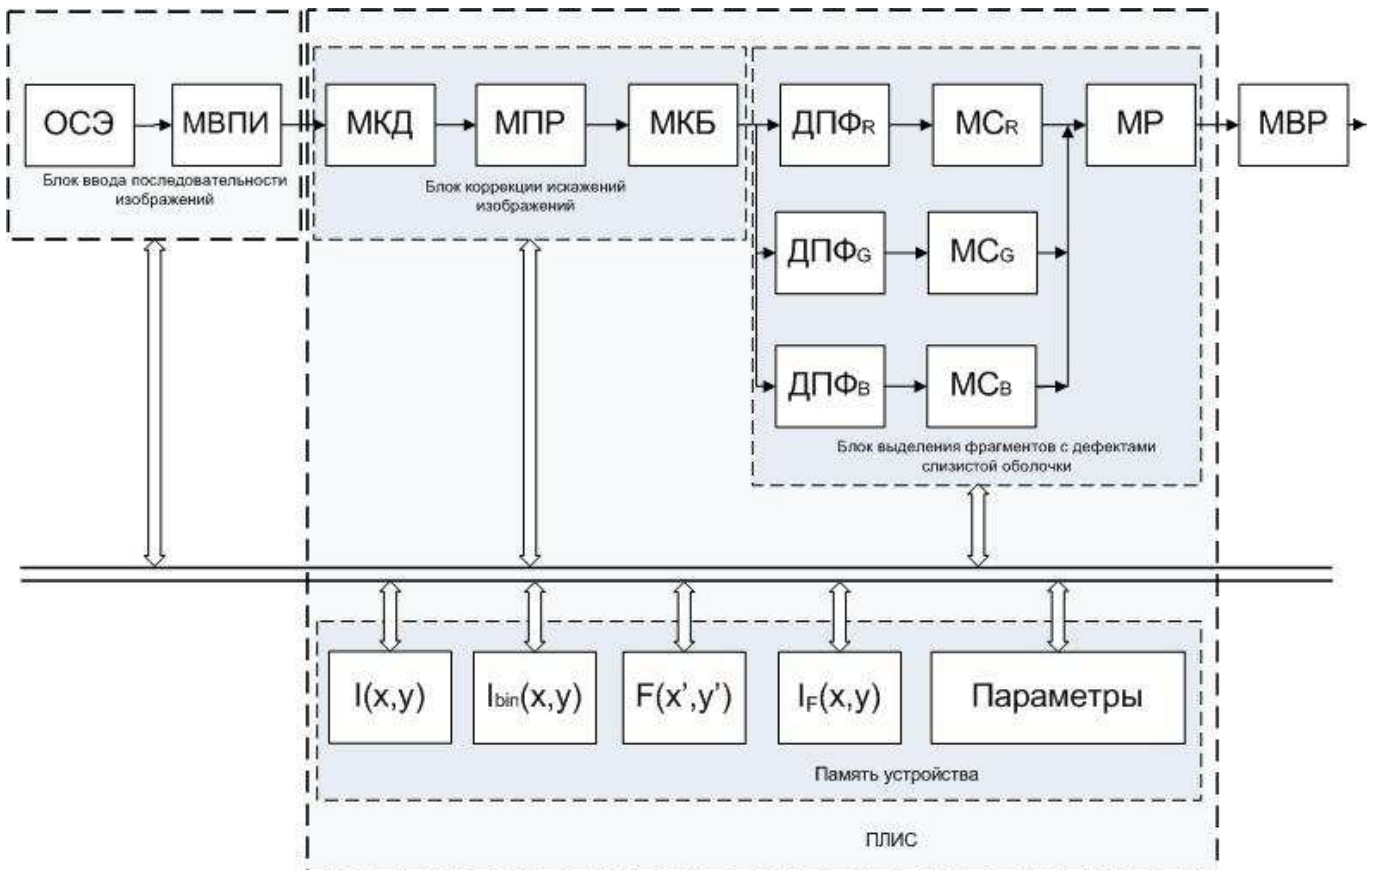 ОСЭ
МВПИ
Блок ввода последовательности
изображений
МКД
МПР
МКБ
Блок коррекции искажений
изображений
ДПФR
МСR
МР
МВР
ДПФG
МСG
ДПФB
МСB
Блок выделения фрагментов с дефектами
слизистой оболочки
I(x,y)
Ibin(x,y)
F(x',y')
IF(x,y)
Параметры
Память устройства
ПЛИС